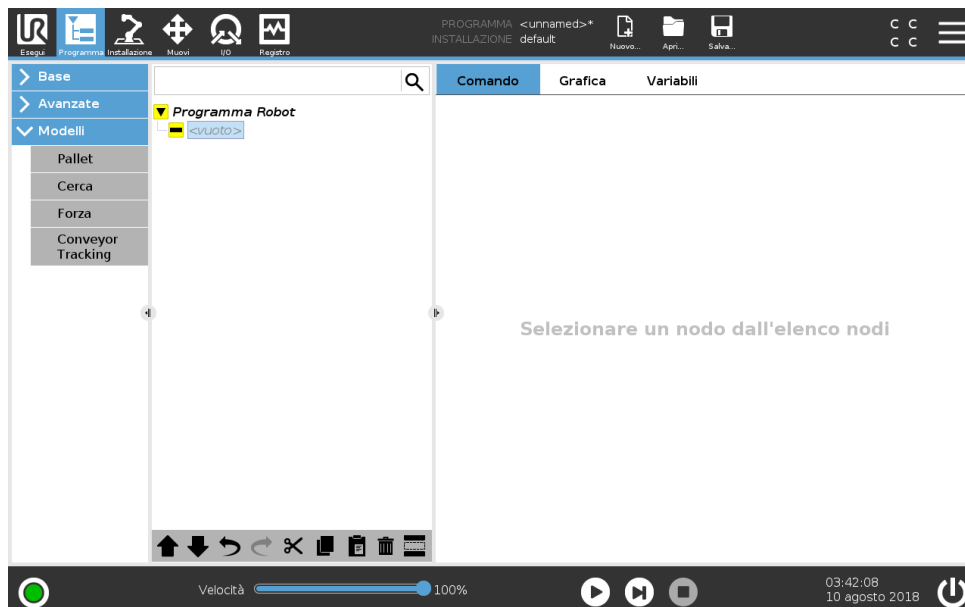 PROGRAMMA <unnamed>*
INSTALLAZIONE default
UR
Esegui
Programma
Installazione
Muovi
I/O
Registro
Nuovo...
Apri...
Salva...
C C
C C
Base
Avanzate
Modelli
Pallet
Cerca
Forza
Conveyor
Tracking
Programma Robot
<vuoto>
Comando
Grafica
Variabili
Selezionare un nodo dall'elenco nodi
Velocità
100%
03:42:08
10 agosto 2018